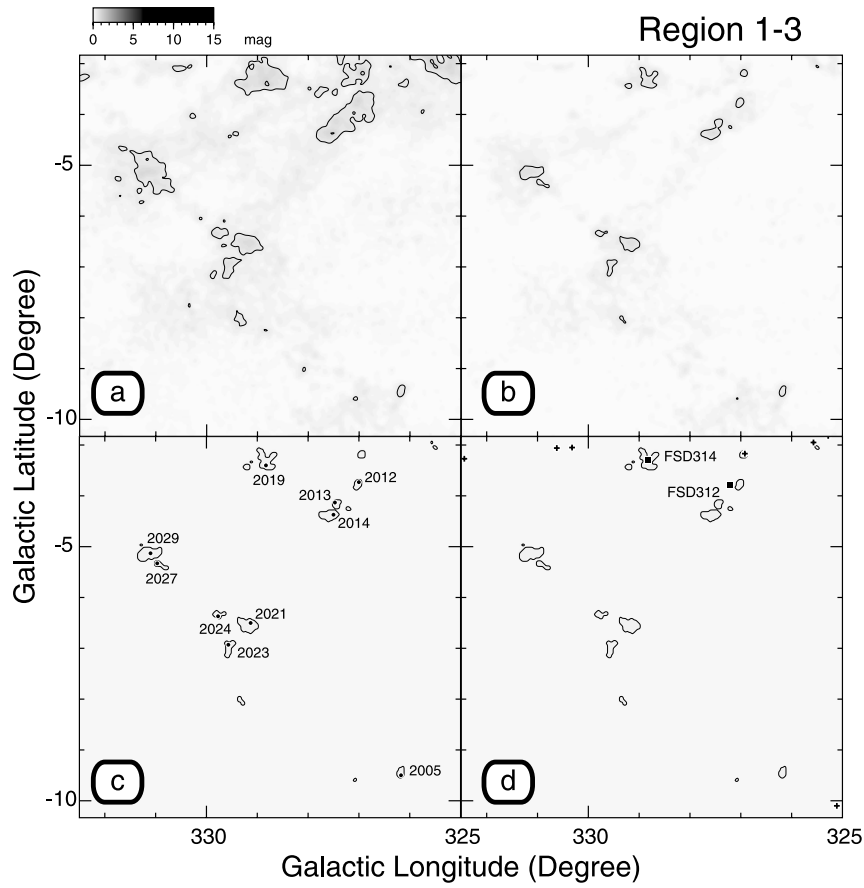 0 5 10 15 mag
Region 1-3
-5
-10
a
b
Galactic Latitude (Degree)
2019
2012
2013
2014
2029
2027
2021
2024
2023
2005
c
FSD314
FSD312
d
-5
-10
330
325
330
325
Galactic Longitude (Degree)